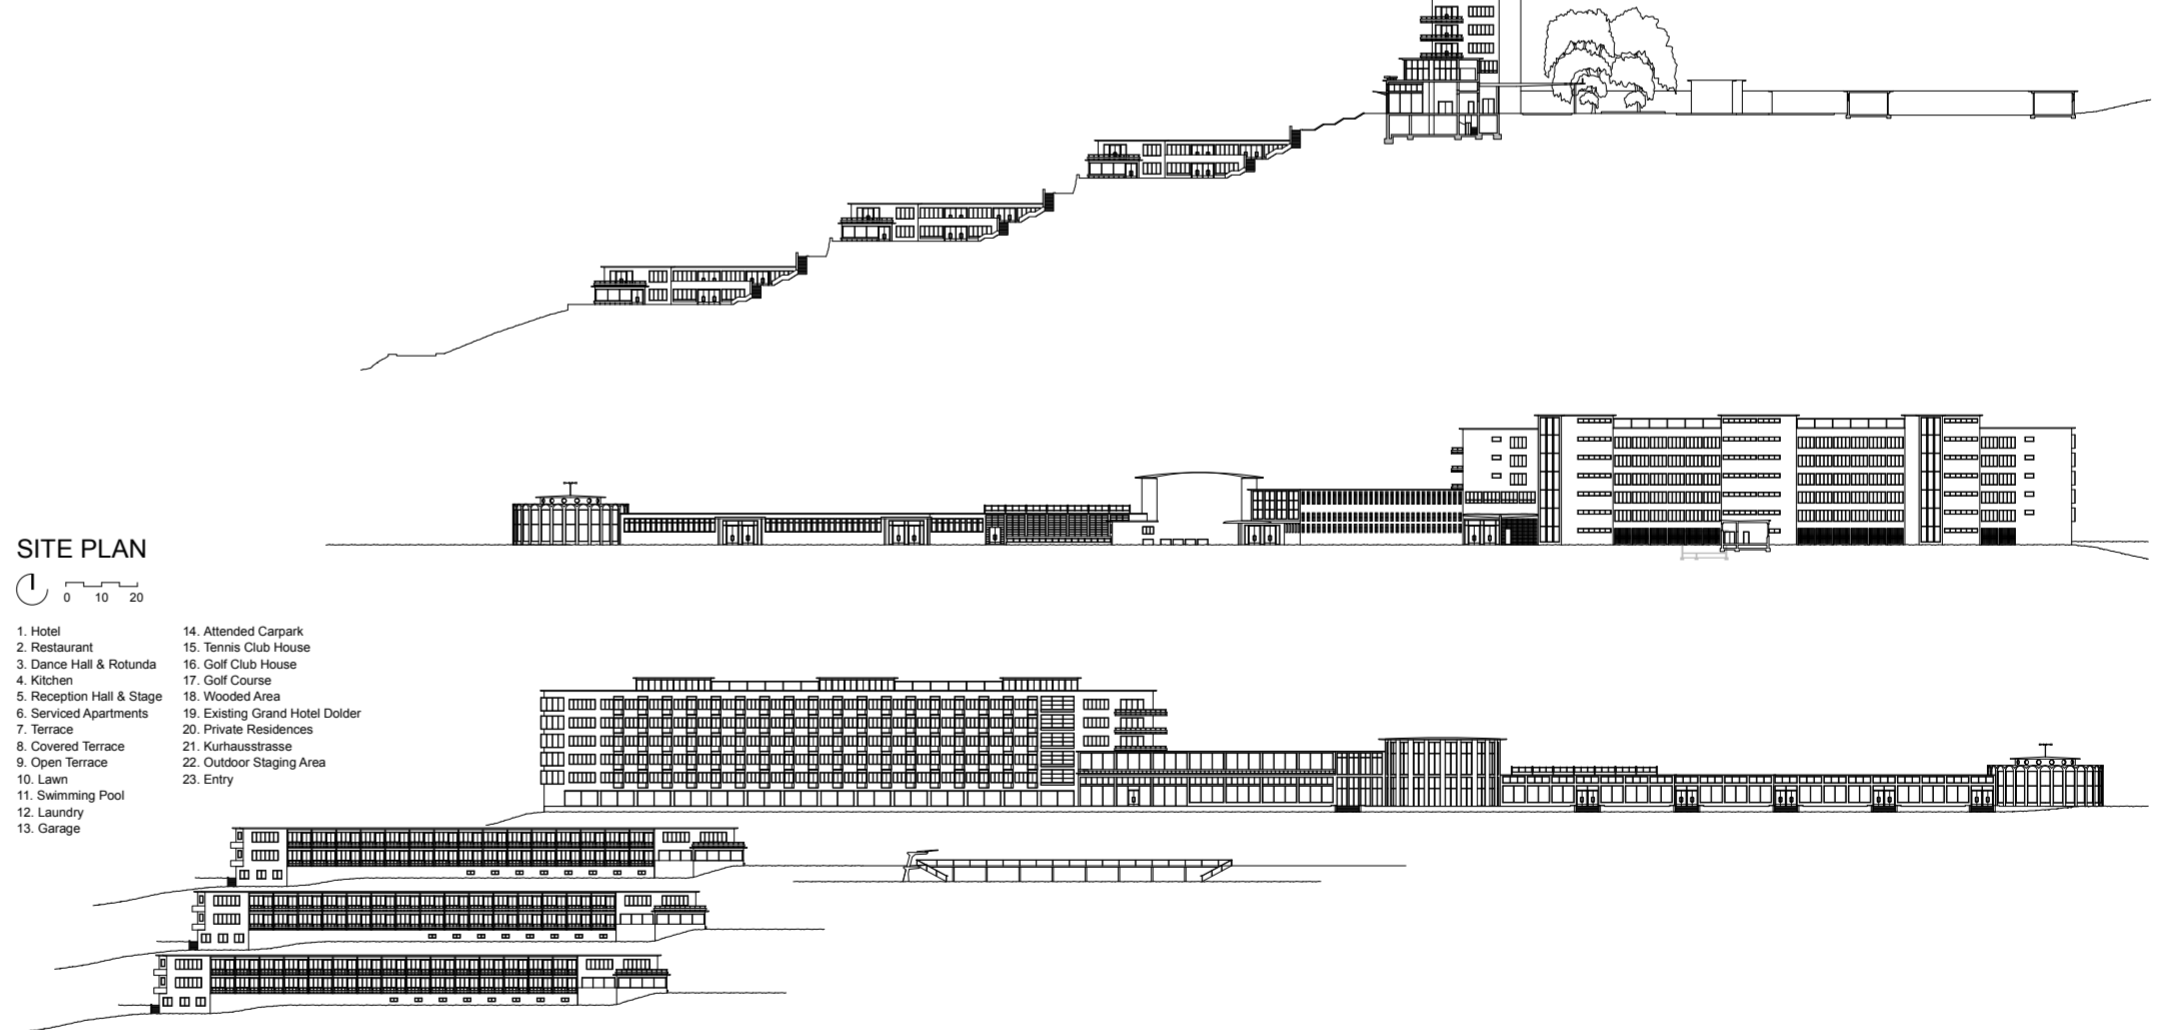 SITE PLAN
0 10 20
1. Hotel
2. Restaurant
3. Dance Hall & Rotunda
4. Kitchen
5. Reception Hall & Stage
6. Serviced Apartments
7. Terrace
8. Covered Terrace
9. Open Terrace
10. Lawn
11. Swimming Pool
12. Laundry
13. Garage
14. Attended Carpark
15. Tennis Club House
16. Golf Club House
17. Golf Course
18. Wooded Area
19. Existing Grand Hotel Dolder
20. Private Residences
21. Kurhausstrasse
22. Outdoor Staging Area
23. Entry